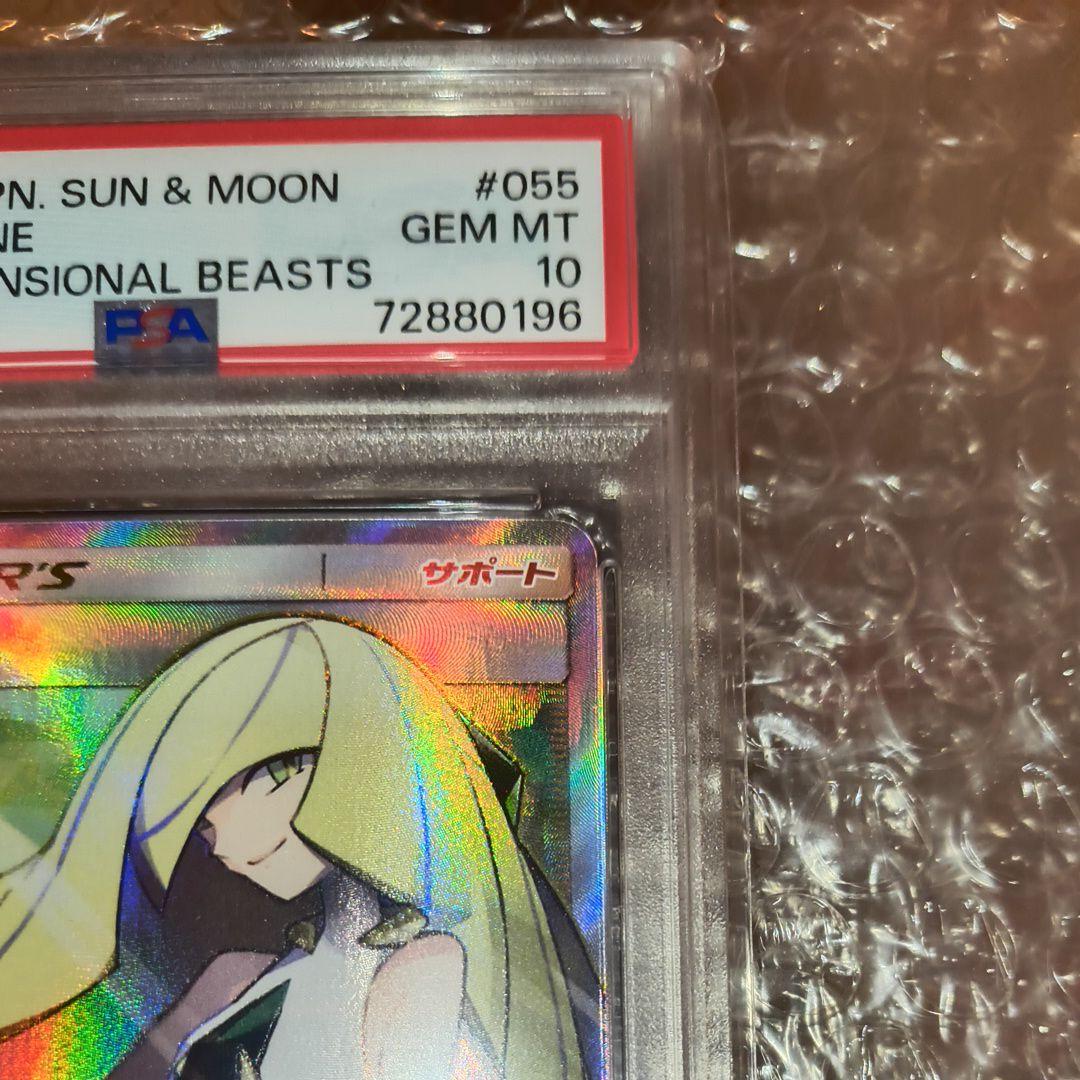 PN. SUN & MOON #055
NE GEM MT
NSIONAL BEASTS 10
PSA 72880196
R'S サポート